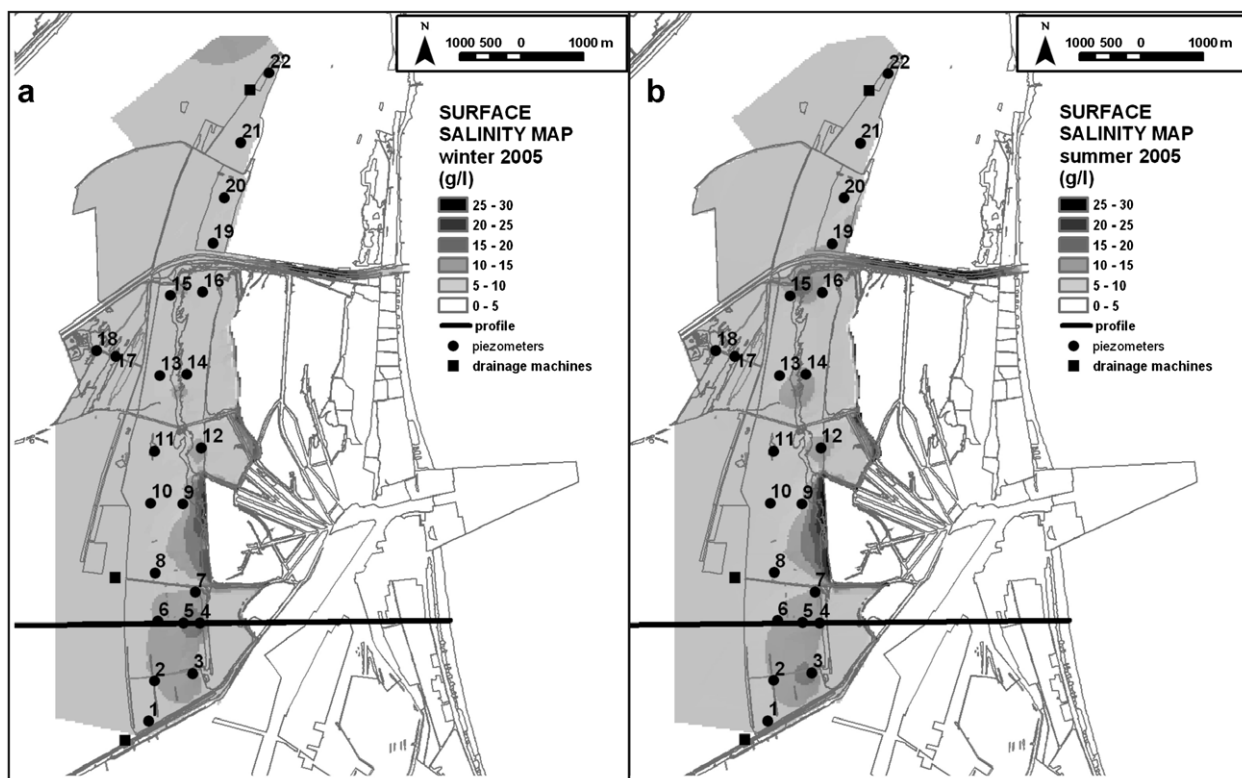 N
1000 500 0 1000 m
a
SURFACE
SALINITY MAP
winter 2005
(g/l)
25 - 30
20 - 25
15 - 20
10 - 15
5 - 10
0 - 5
profile
piezometers
drainage machines
22
21
20
19
15 16
18
17
13 14
12
11
10 9
8
7
6 5 4
3
2
1
N
1000 500 0 1000 m
b
SURFACE
SALINITY MAP
summer 2005
(g/l)
25 - 30
20 - 25
15 - 20
10 - 15
5 - 10
0 - 5
profile
piezometers
drainage machines
22
21
20
19
15 16
18
17
13 14
12
11
10 9
8
7
6 5 4
3
2
1